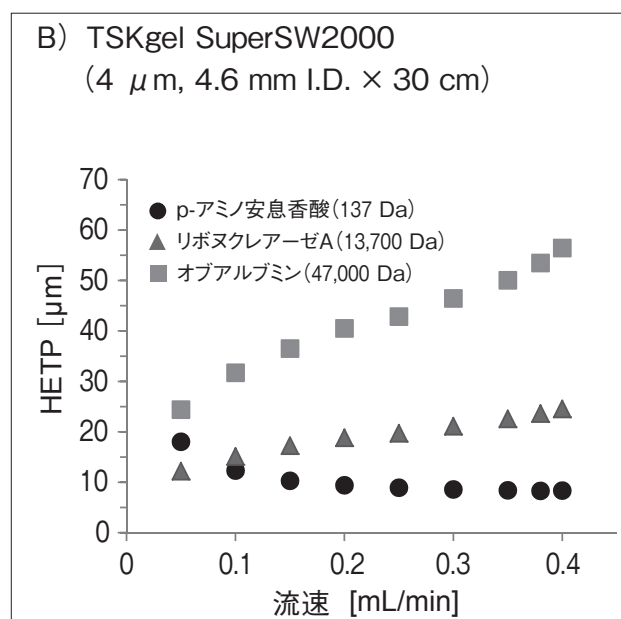 B) TSKgel SuperSW2000
(4 μm, 4.6 mm I.D. × 30 cm)
70
60
50
40
30
20
10
0
HETP [µm]
p-アミノ安息香酸(137 Da)
リボヌクレアーゼA(13,700 Da)
オブアルブミン(47,000 Da)
0
0.1
0.2
0.3
0.4
流速 [mL/min]